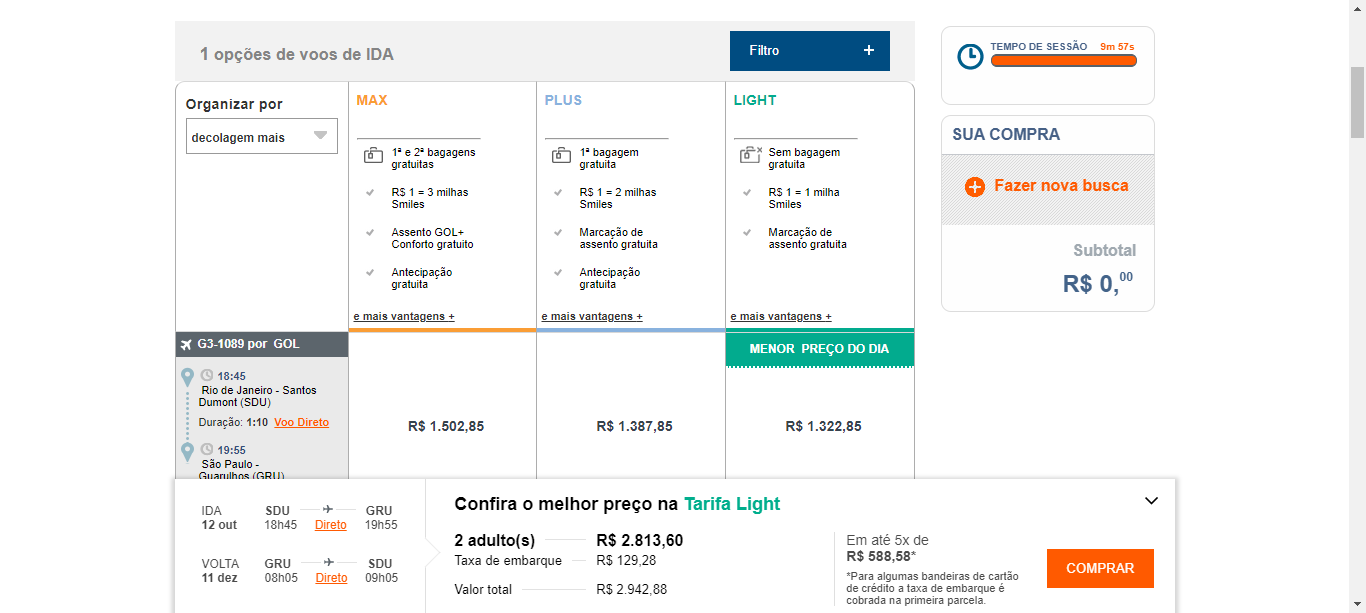 1 opções de voos de IDA
Filtro +
TEMPO DE SESSÃO 9m 57s
Organizar por
decolagem mais
MAX
1ª e 2ª bagagens
gratuitas
R$ 1 = 3 milhas
Smiles
Assento GOL+
Conforto gratuito
Antecipação
gratuita
e mais vantagens +
PLUS
1ª bagagem
gratuita
R$ 1 = 2 milhas
Smiles
Marcação de
assento gratuita
Antecipação
gratuita
e mais vantagens +
LIGHT
Sem bagagem
gratuita
R$ 1 = 1 milha
Smiles
Marcação de
assento gratuita
e mais vantagens +
SUA COMPRA
Fazer nova busca
Subtotal
R$ 0,00
G3-1089 por GOL
MENOR PREÇO DO DIA
18:45
Rio de Janeiro - Santos
Dumont (SDU)
Duração: 1:10 Voo Direto
19:55
São Paulo -
Guarulhos (GRU)
R$ 1.502,85
R$ 1.387,85
R$ 1.322,85
IDA
12 out
SDU
18h45
Direto
GRU
19h55
VOLTA
11 dez
GRU
08h05
Direto
SDU
09h05
Confira o melhor preço na Tarifa Light
2 adulto(s) R$ 2.813,60
Taxa de embarque R$ 129,28
Valor total R$ 2.942,88
Em até 5x de
R$ 588,58*
*Para algumas bandeiras de cartão
de crédito a taxa de embarque é
cobrada na primeira parcela.
COMPRAR